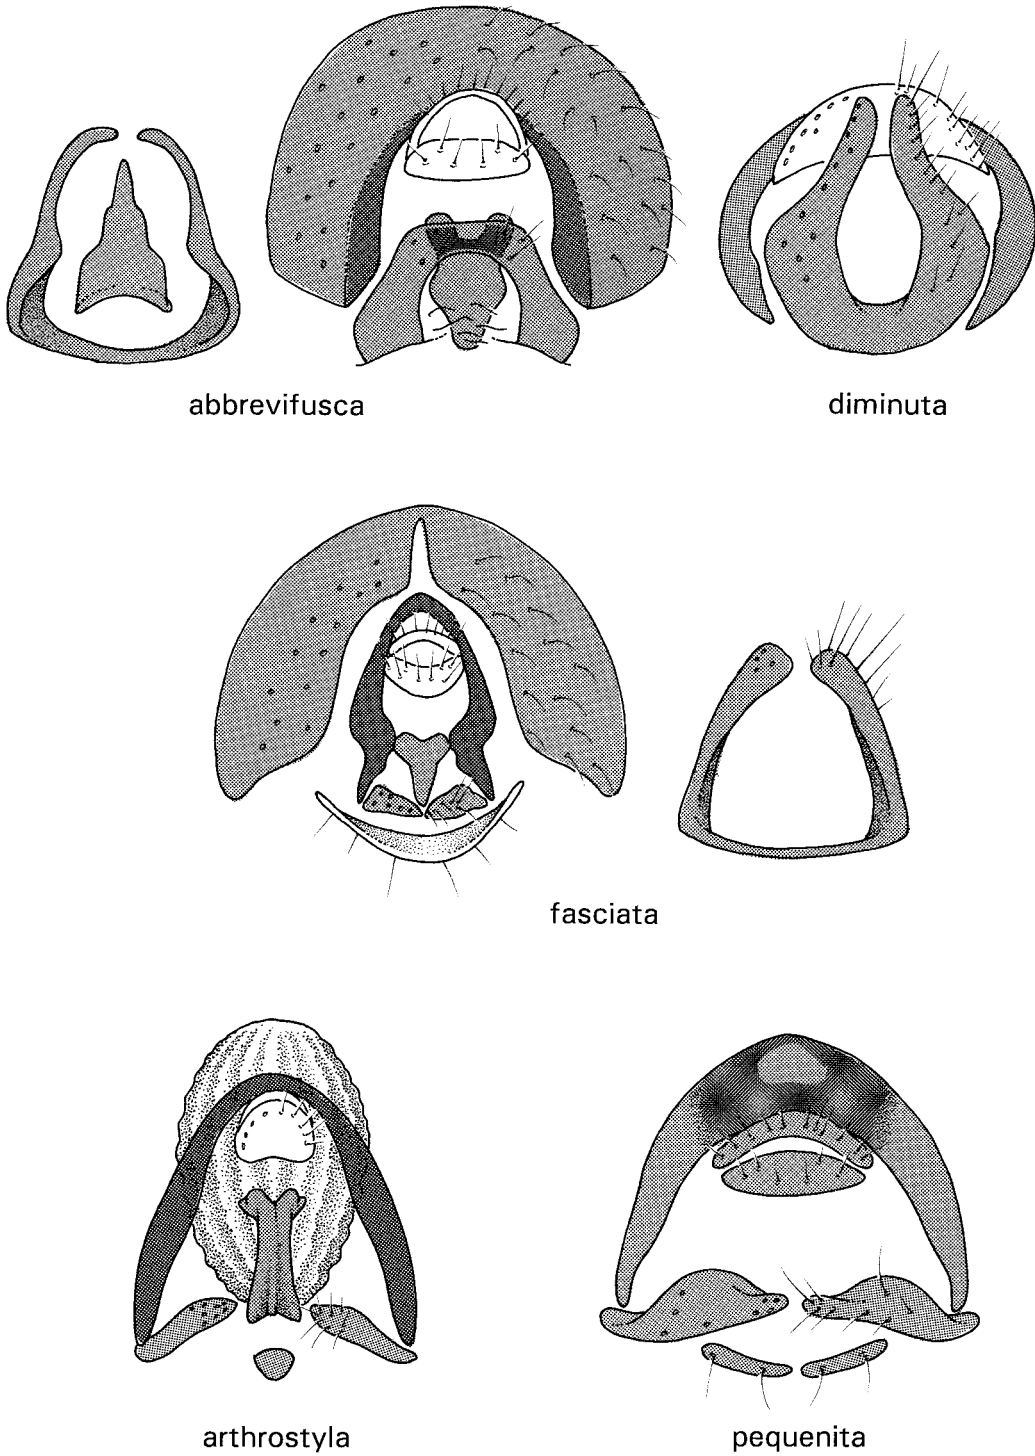 abbrevifusca
diminuta
fasciata
arthrostyla
pequenita